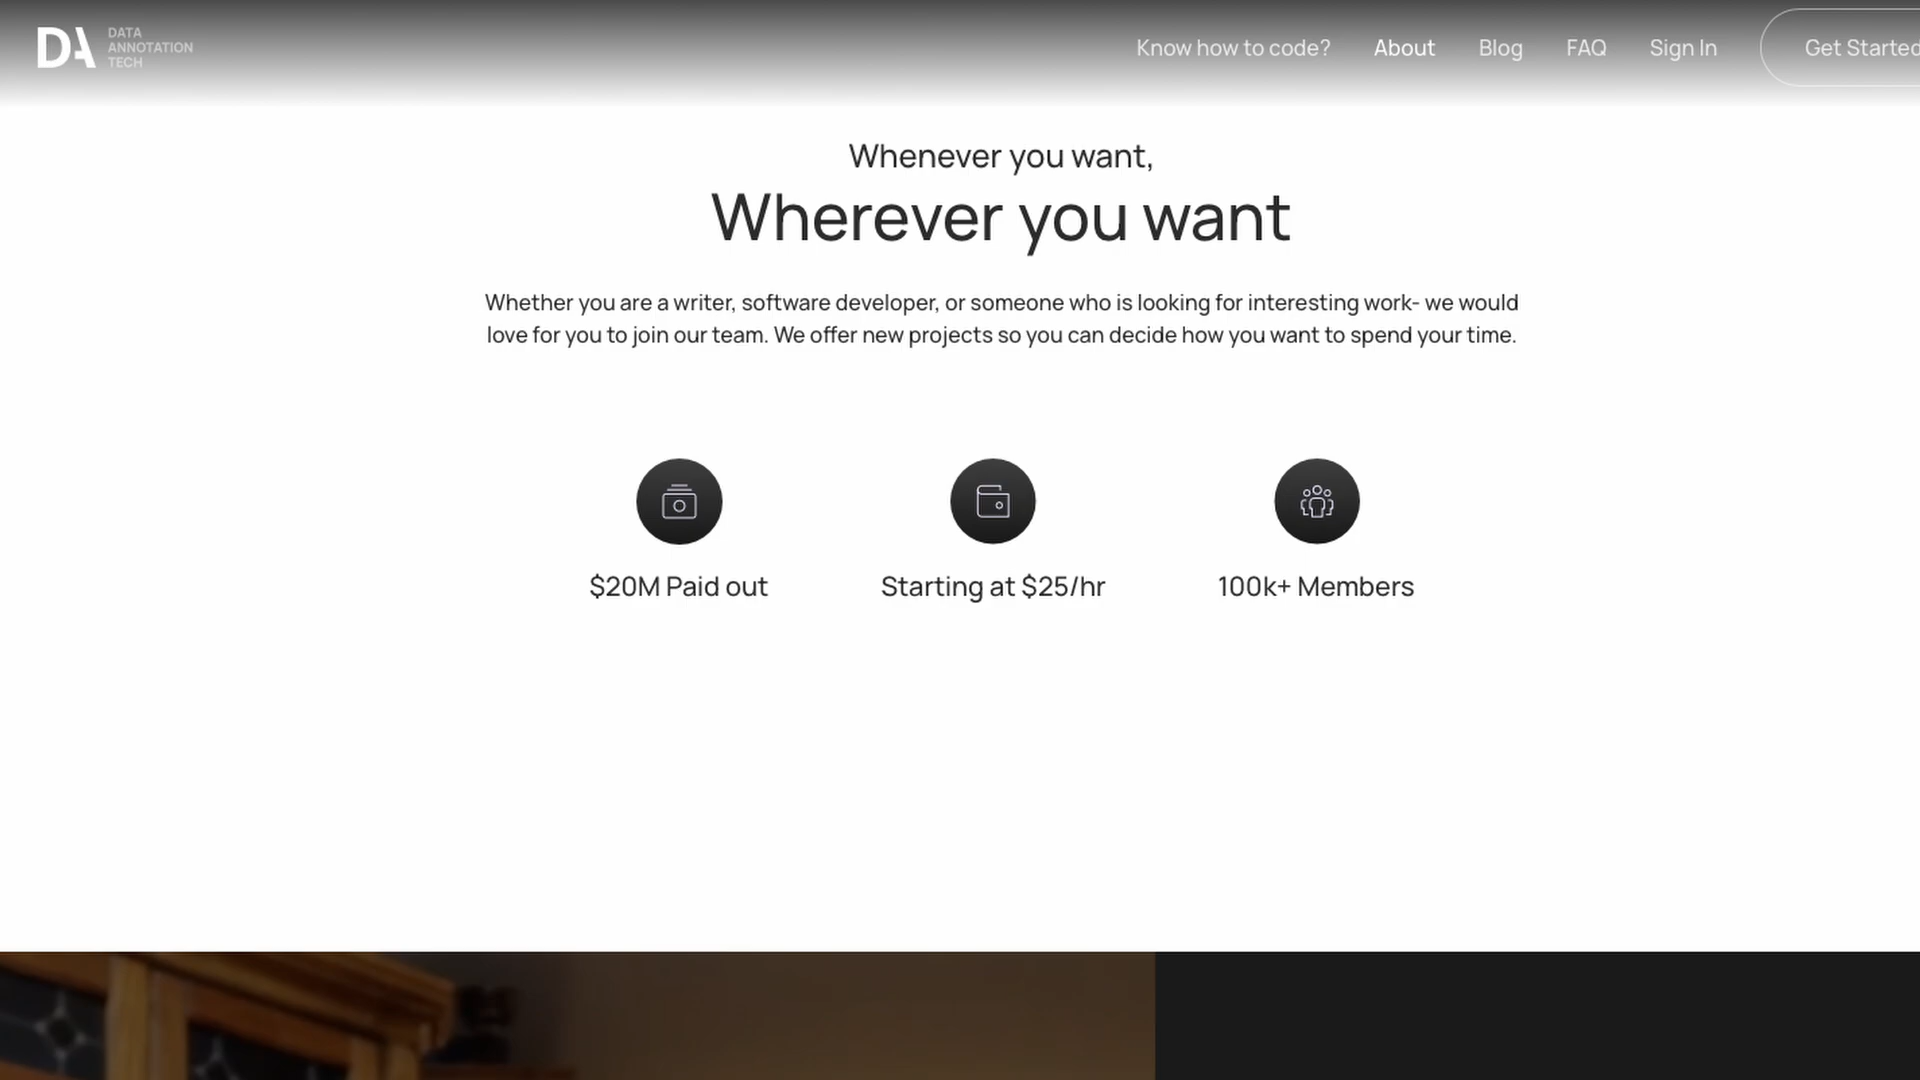 DATA
ANNOTATION
TECH
DA
Know how to code? About Blog FAQ Sign In Get Started
Whenever you want,
Wherever you want
Whether you are a writer, software developer, or someone who is looking for interesting work- we would
love for you to join our team. We offer new projects so you can decide how you want to spend your time.
$20M Paid out
Starting at $25/hr
100k+ Members